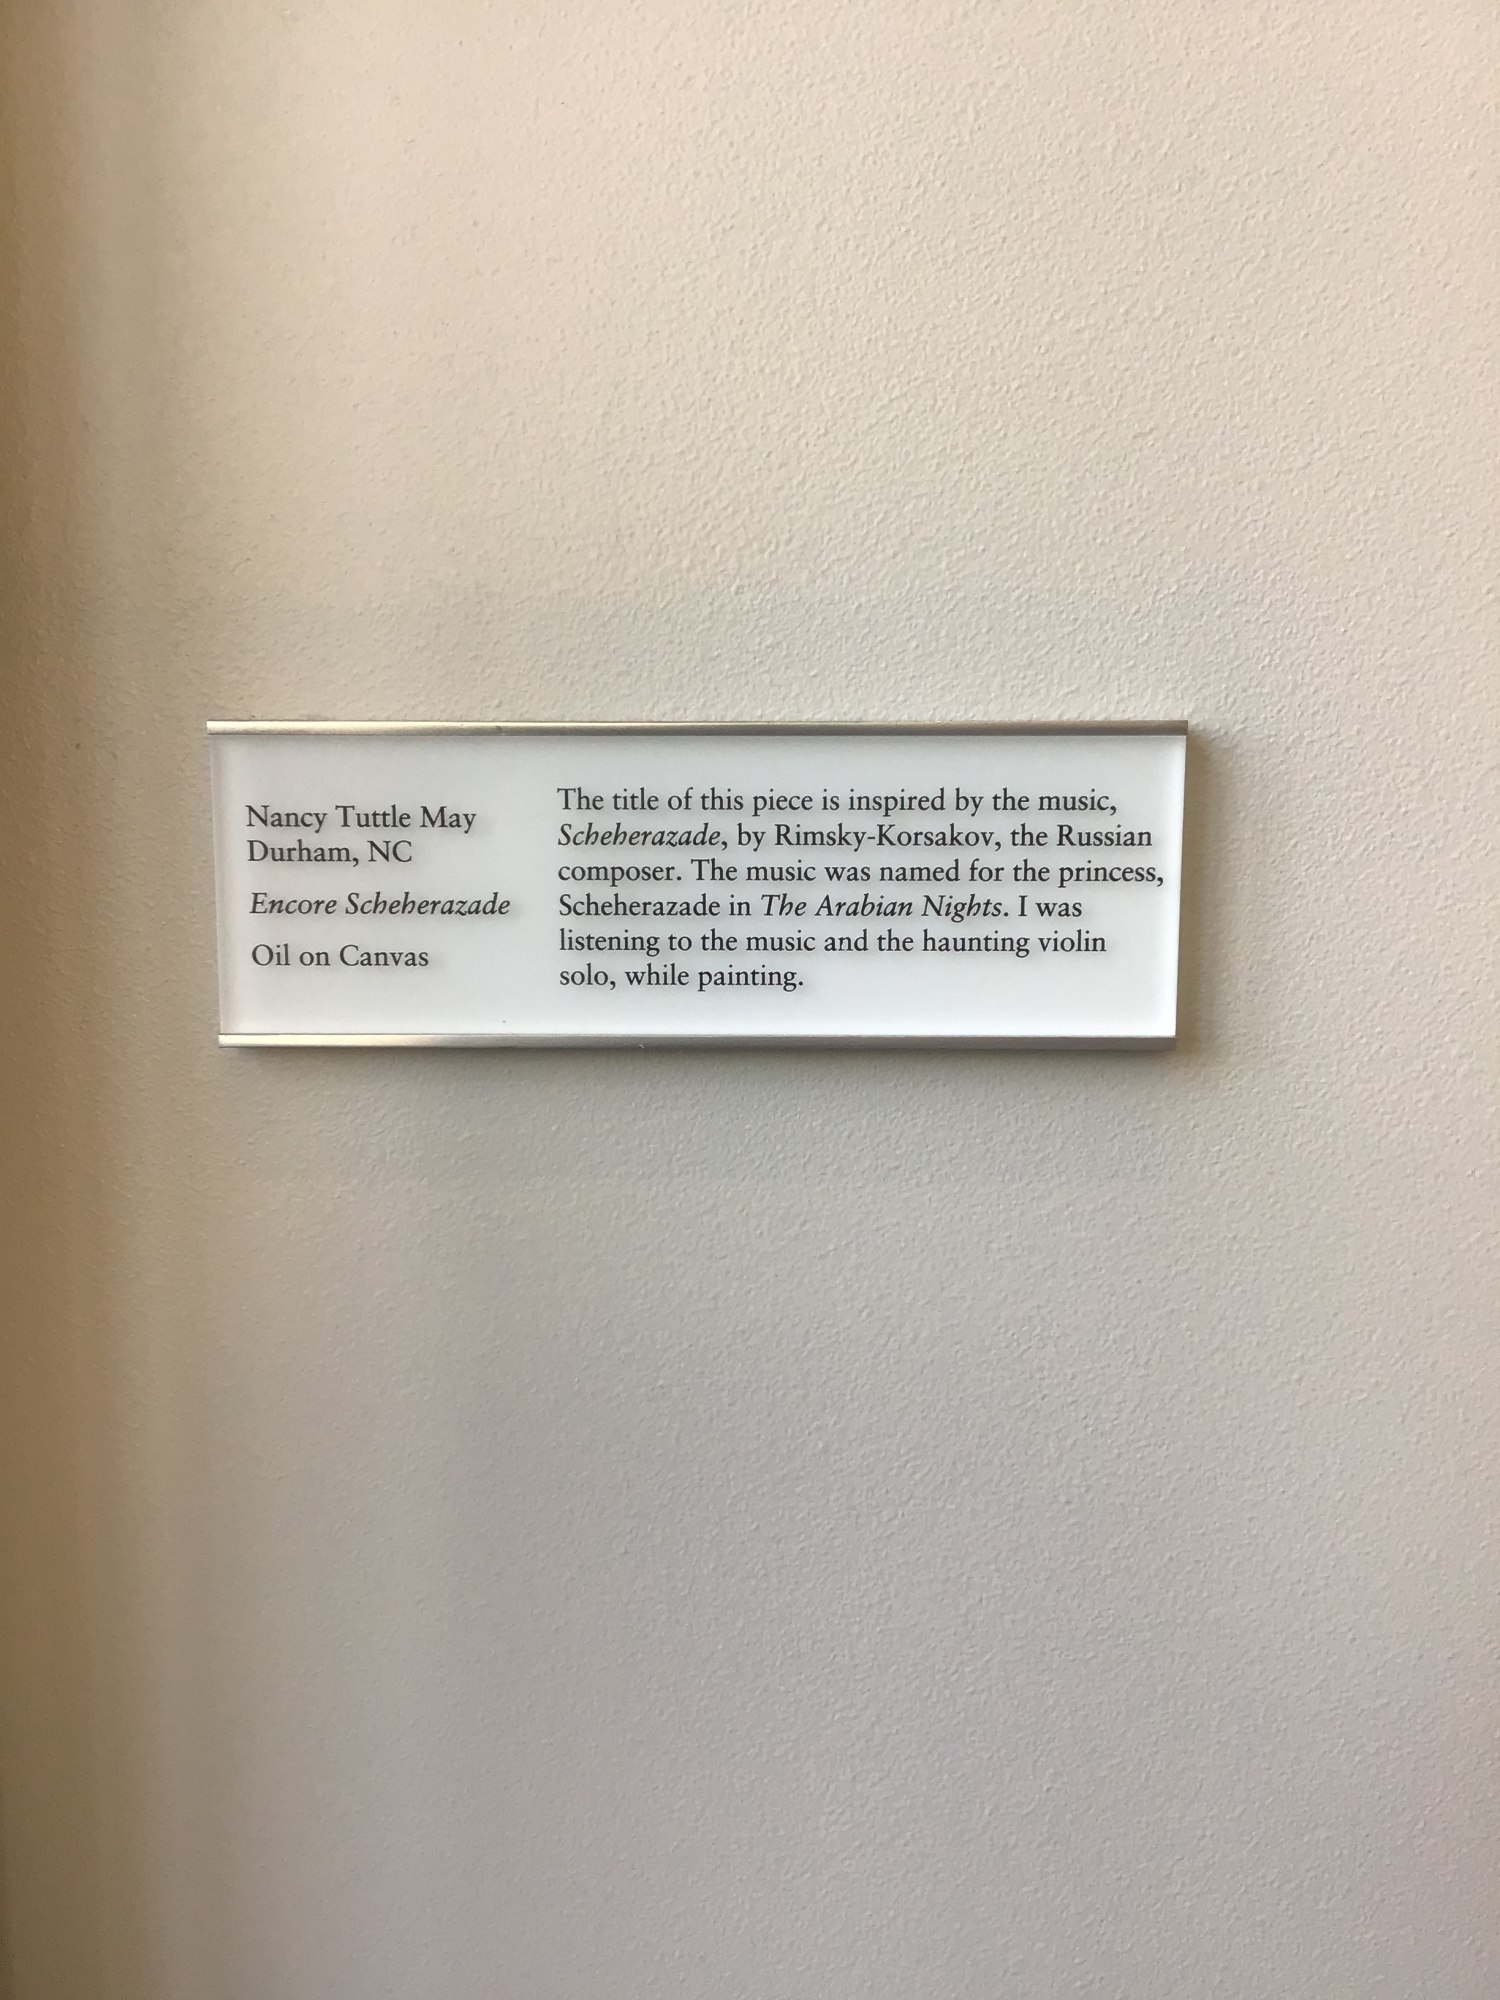 Nancy Tuttle May
Durham, NC
Encore Scheherazade
Oil on Canvas
The title of this piece is inspired by the music,
Scheherazade, by Rimsky-Korsakov, the Russian
composer. The music was named for the princess,
Scheherazade in The Arabian Nights. I was
listening to the music and the haunting violin
solo, while painting.